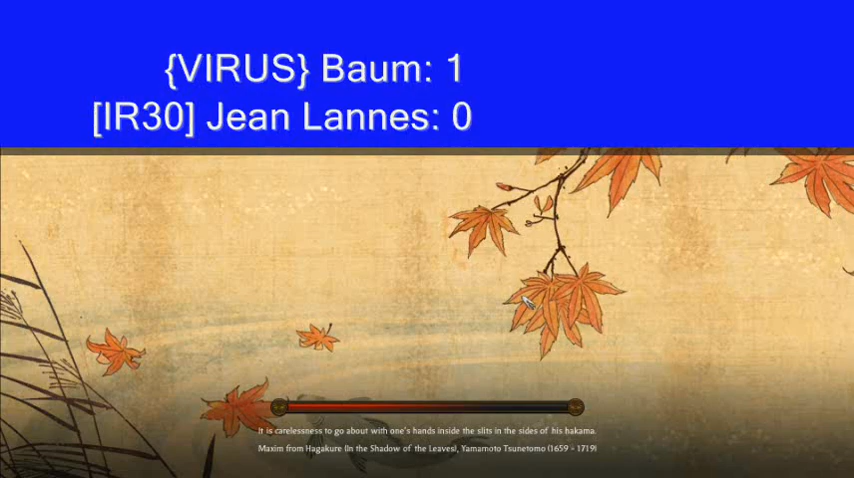 {VIRUS} Baum: 1
[IR30] Jean Lannes: 0
It is carelessness to go about with one's hands inside the slits in the sides of his hakama.
Maxim from Hagakure (In the Shadow of the Leaves), Yamamoto Tsunetomo (1659 - 1719)